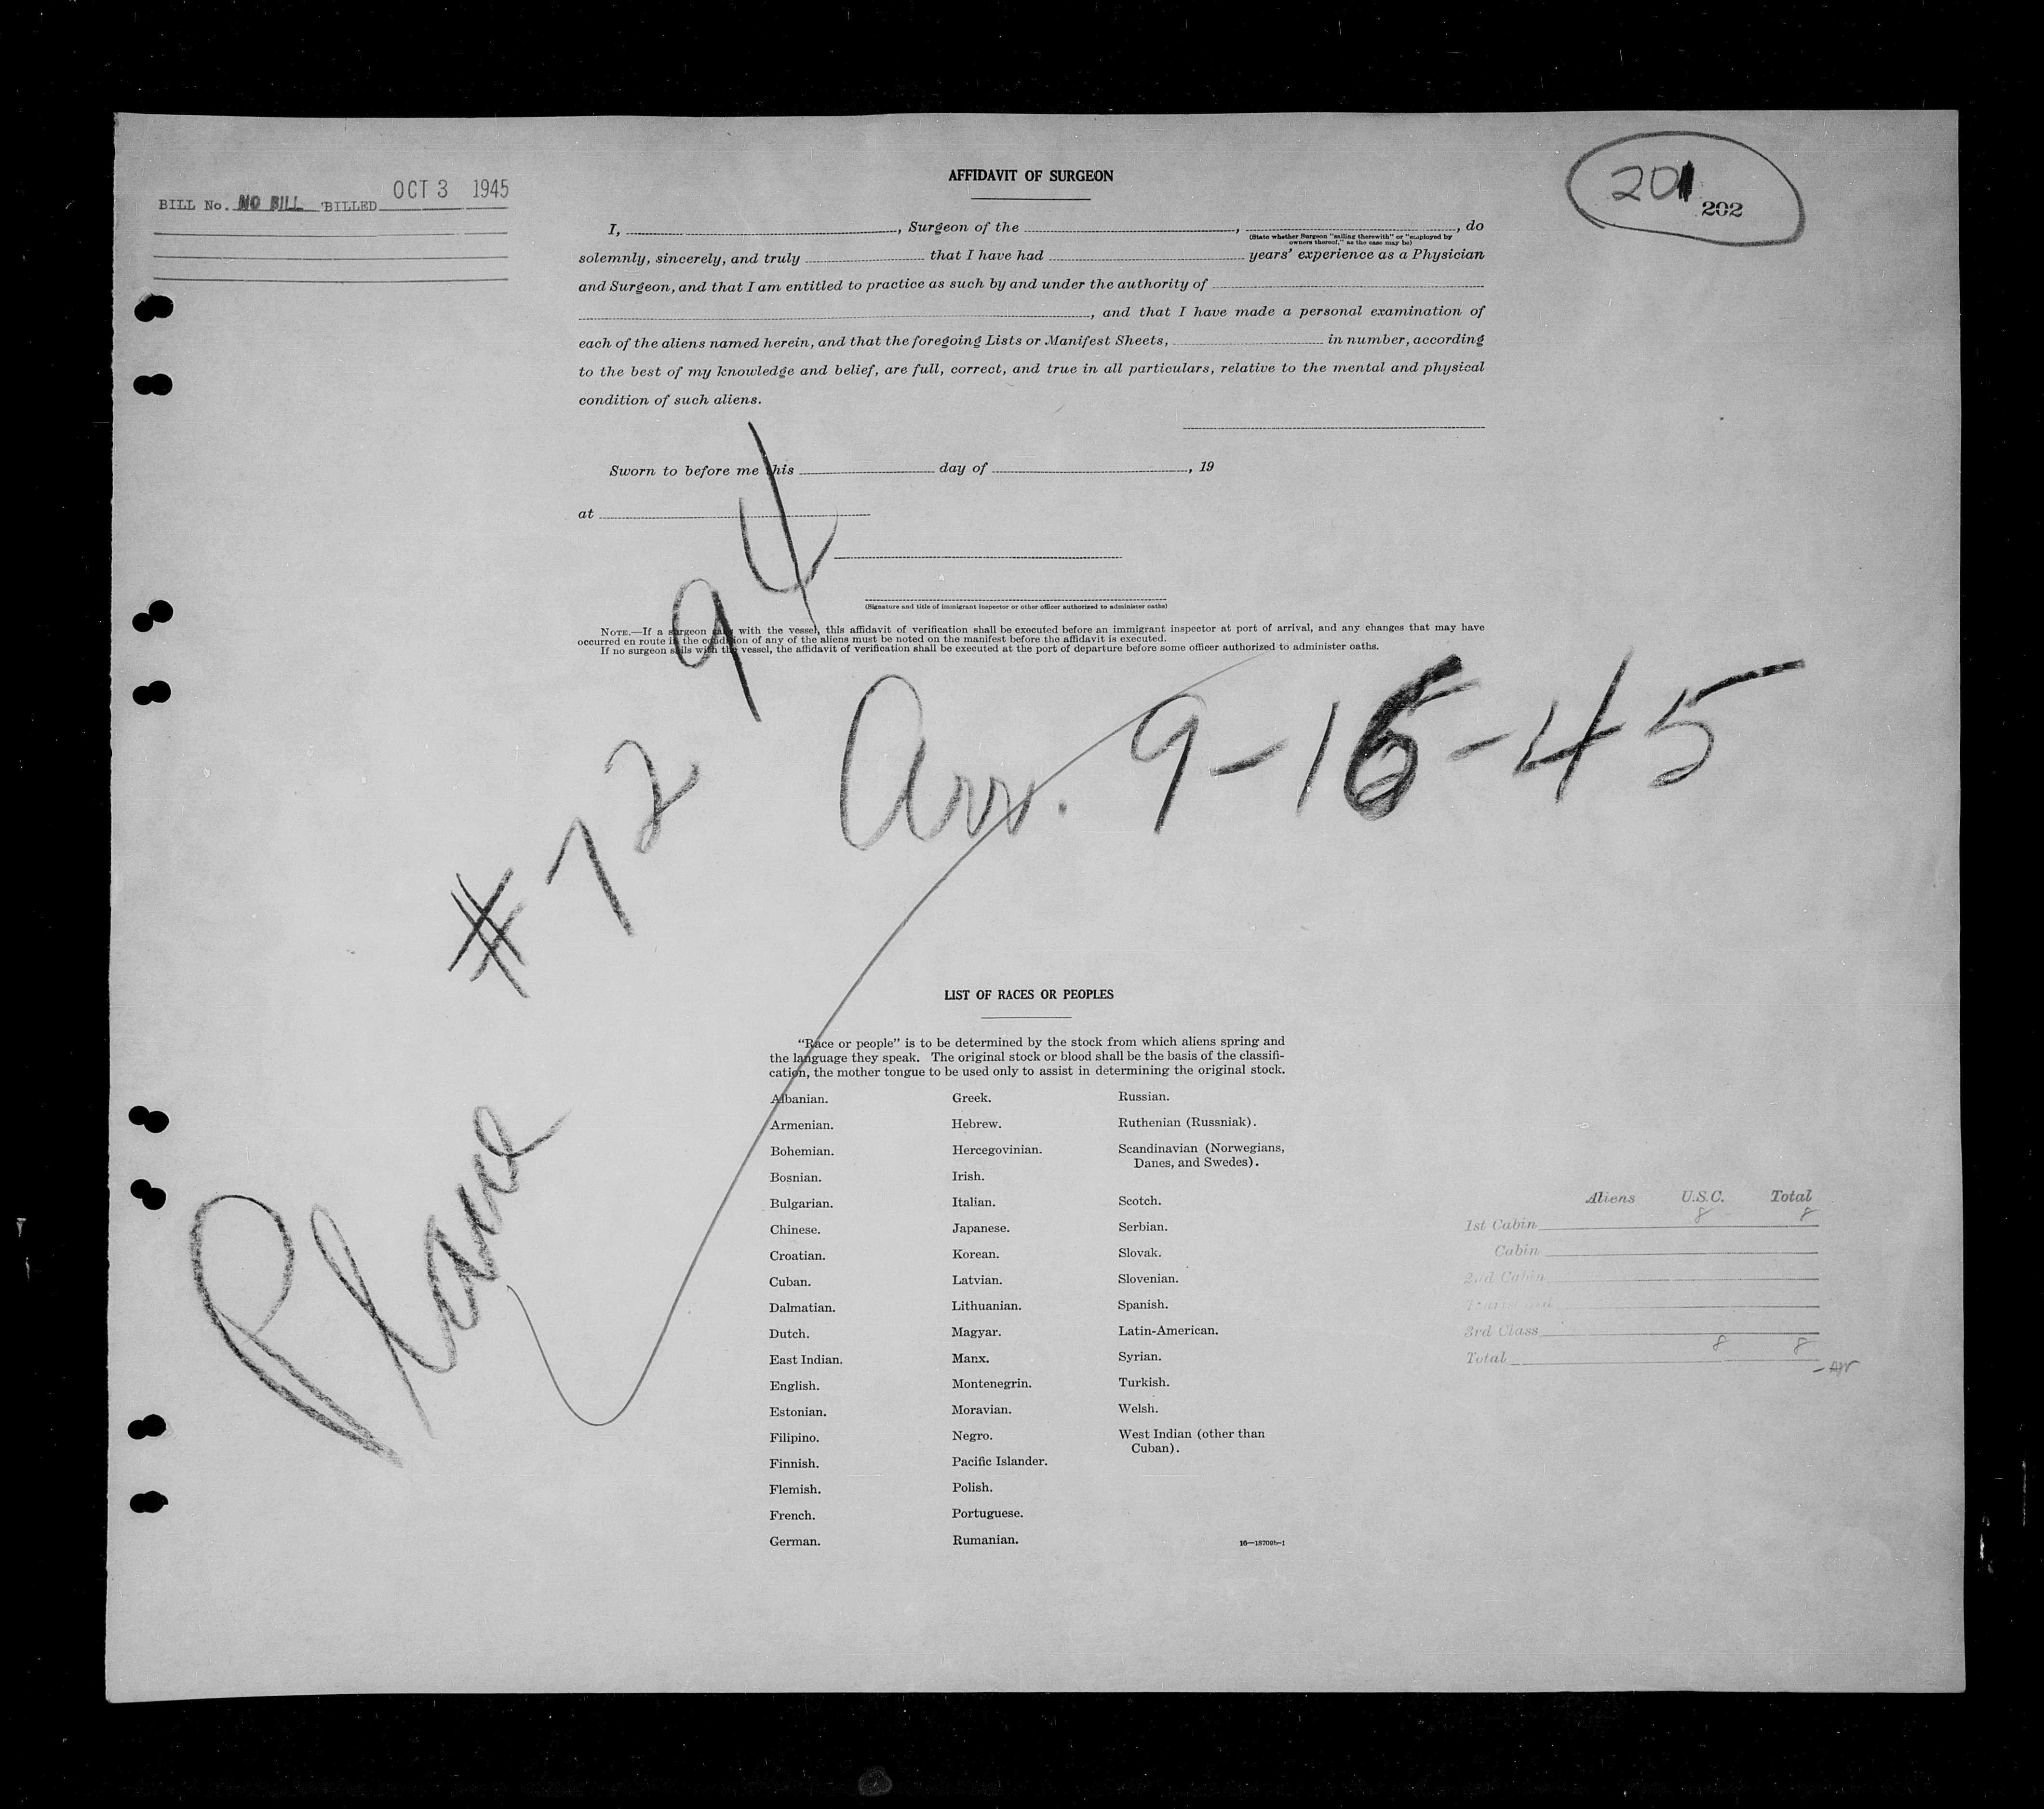 AFFIDAVIT OF SURGEON
BILL No. NO BILL BILLED OCT 3 1945
201
202
I, , Surgeon of the , , do
(State whether Surgeon "sailing therewith" or "employed by
owners thereof," as the case may be)
solemnly, sincerely, and truly that I have had years' experience as a Physician
and Surgeon, and that I am entitled to practice as such by and under the authority of
, and that I have made a personal examination of
each of the aliens named herein, and that the foregoing Lists or Manifest Sheets, in number, according
to the best of my knowledge and belief, are full, correct, and true in all particulars, relative to the mental and physical
condition of such aliens.
Sworn to before me this day of , 19
at
(Signature and title of immigrant inspector or other officer authorized to administer oaths)
NOTE.—If a surgeon sails with the vessel, this affidavit of verification shall be executed before an immigrant inspector at port of arrival, and any changes that may have
occurred en route in the condition of any of the aliens must be noted on the manifest before the affidavit is executed.
If no surgeon sails with the vessel, the affidavit of verification shall be executed at the port of departure before some officer authorized to administer oaths.
Plane #72 94
Arr. 9-16-45
LIST OF RACES OR PEOPLES
"Race or people" is to be determined by the stock from which aliens spring and
the language they speak. The original stock or blood shall be the basis of the classifi-
cation, the mother tongue to be used only to assist in determining the original stock.
Albanian.
Armenian.
Bohemian.
Bosnian.
Bulgarian.
Chinese.
Croatian.
Cuban.
Dalmatian.
Dutch.
East Indian.
English.
Estonian.
Filipino.
Finnish.
Flemish.
French.
German.
Greek.
Hebrew.
Hercegovinian.
Irish.
Italian.
Japanese.
Korean.
Latvian.
Lithuanian.
Magyar.
Manx.
Montenegrin.
Moravian.
Negro.
Pacific Islander.
Polish.
Portuguese.
Rumanian.
Russian.
Ruthenian (Russniak).
Scandinavian (Norwegians,
Danes, and Swedes).
Scotch.
Serbian.
Slovak.
Slovenian.
Spanish.
Latin-American.
Syrian.
Turkish.
Welsh.
West Indian (other than
Cuban).
16—18700b-1
Aliens U.S.C. Total
1st Cabin 8 8
Cabin
2nd Cabin
3rd Class
Total 8 8